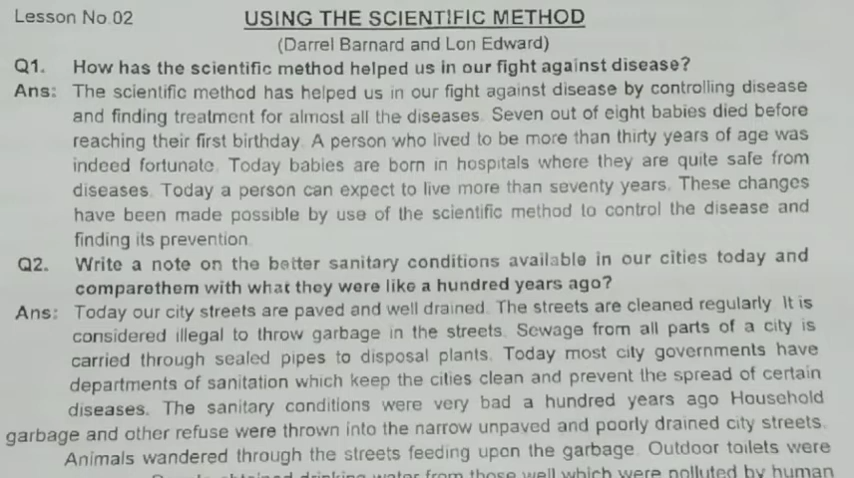 Lesson No.02 USING THE SCIENTIFIC METHOD
(Darrel Barnard and Lon Edward)
Q1. How has the scientific method helped us in our fight against disease?
Ans: The scientific method has helped us in our fight against disease by controlling disease
and finding treatment for almost all the diseases. Seven out of eight babies died before
reaching their first birthday. A person who lived to be more than thirty years of age was
indeed fortunate. Today babies are born in hospitals where they are quite safe from
diseases. Today a person can expect to live more than seventy years. These changes
have been made possible by use of the scientific method to control the disease and
finding its prevention.
Q2. Write a note on the better sanitary conditions available in our cities today and
comparethem with what they were like a hundred years ago?
Ans: Today our city streets are paved and well drained. The streets are cleaned regularly. It is
considered illegal to throw garbage in the streets. Sewage from all parts of a city is
carried through sealed pipes to disposal plants. Today most city governments have
departments of sanitation which keep the cities clean and prevent the spread of certain
diseases. The sanitary conditions were very bad a hundred years ago Household
garbage and other refuse were thrown into the narrow unpaved and poorly drained city streets.
Animals wandered through the streets feeding upon the garbage. Outdoor toilets were
drinking water from those well which were polluted by human